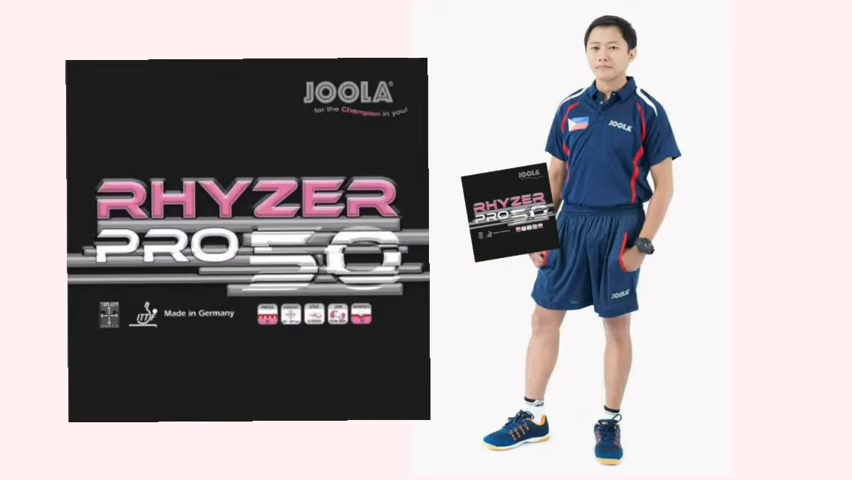 JOOLA®
for the Champion in you!
RHYZER
PRO 50
Made in Germany
JOOLA
RHYZER
PRO 50
JOOLA
JOOLA